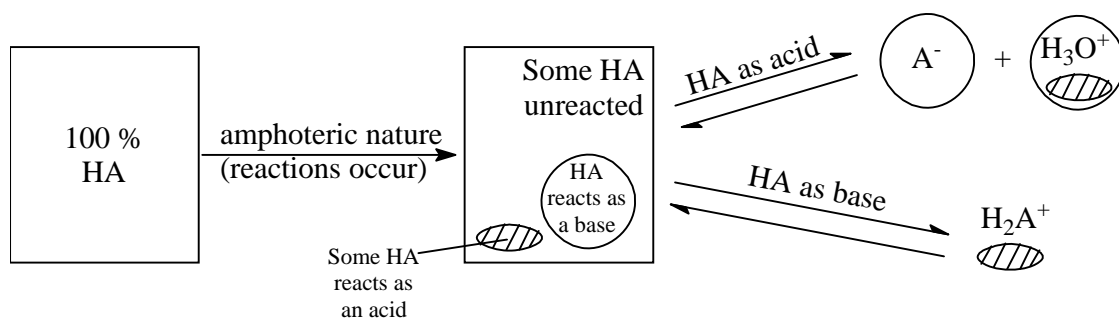 100 %
HA
amphoteric nature
(reactions occur)
Some HA
unreacted
HA
reacts as
a base
Some HA
reacts as
an acid
HA as acid
A⁻
+
H₃O⁺
HA as base
H₂A⁺